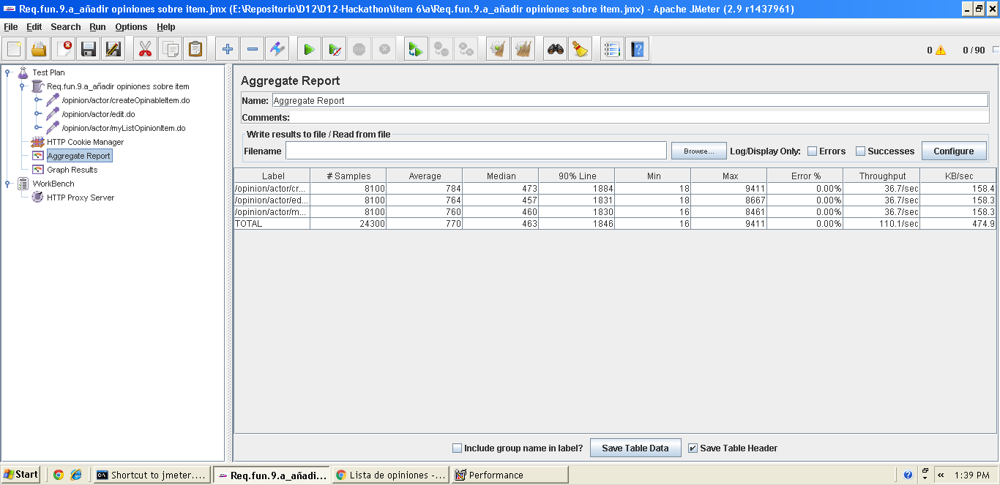 Req.fun.9.a_añadir opiniones sobre item.jmx (E:\Repositorio\D12\D12-Hackathon\item 6\a\Req.fun.9.a_añadir opiniones sobre item.jmx) - Apache JMeter (2.9 r1437961)
File Edit Search Run Options Help
0 0 / 90
Test Plan
Req.fun.9.a_añadir opiniones sobre item
/opinion/actor/createOpinableItem.do
/opinion/actor/edit.do
/opinion/actor/myListOpinionItem.do
HTTP Cookie Manager
Aggregate Report
Graph Results
WorkBench
HTTP Proxy Server
Aggregate Report
Name: Aggregate Report
Comments:
Write results to file / Read from file
Filename Browse... Log/Display Only: Errors Successes Configure
Label # Samples Average Median 90% Line Min Max Error % Throughput KB/sec
/opinion/actor/cr... 8100 784 473 1884 18 9411 0.00% 36.7/sec 158.4
/opinion/actor/ed... 8100 764 457 1831 18 8667 0.00% 36.7/sec 158.3
/opinion/actor/m... 8100 760 460 1830 16 8461 0.00% 36.7/sec 158.3
TOTAL 24300 770 463 1846 16 9411 0.00% 110.1/sec 474.9
Include group name in label? Save Table Data Save Table Header
Start Shortcut to jmeter.... Req.fun.9.a_añadi... Lista de opiniones -... Performance 1:39 PM